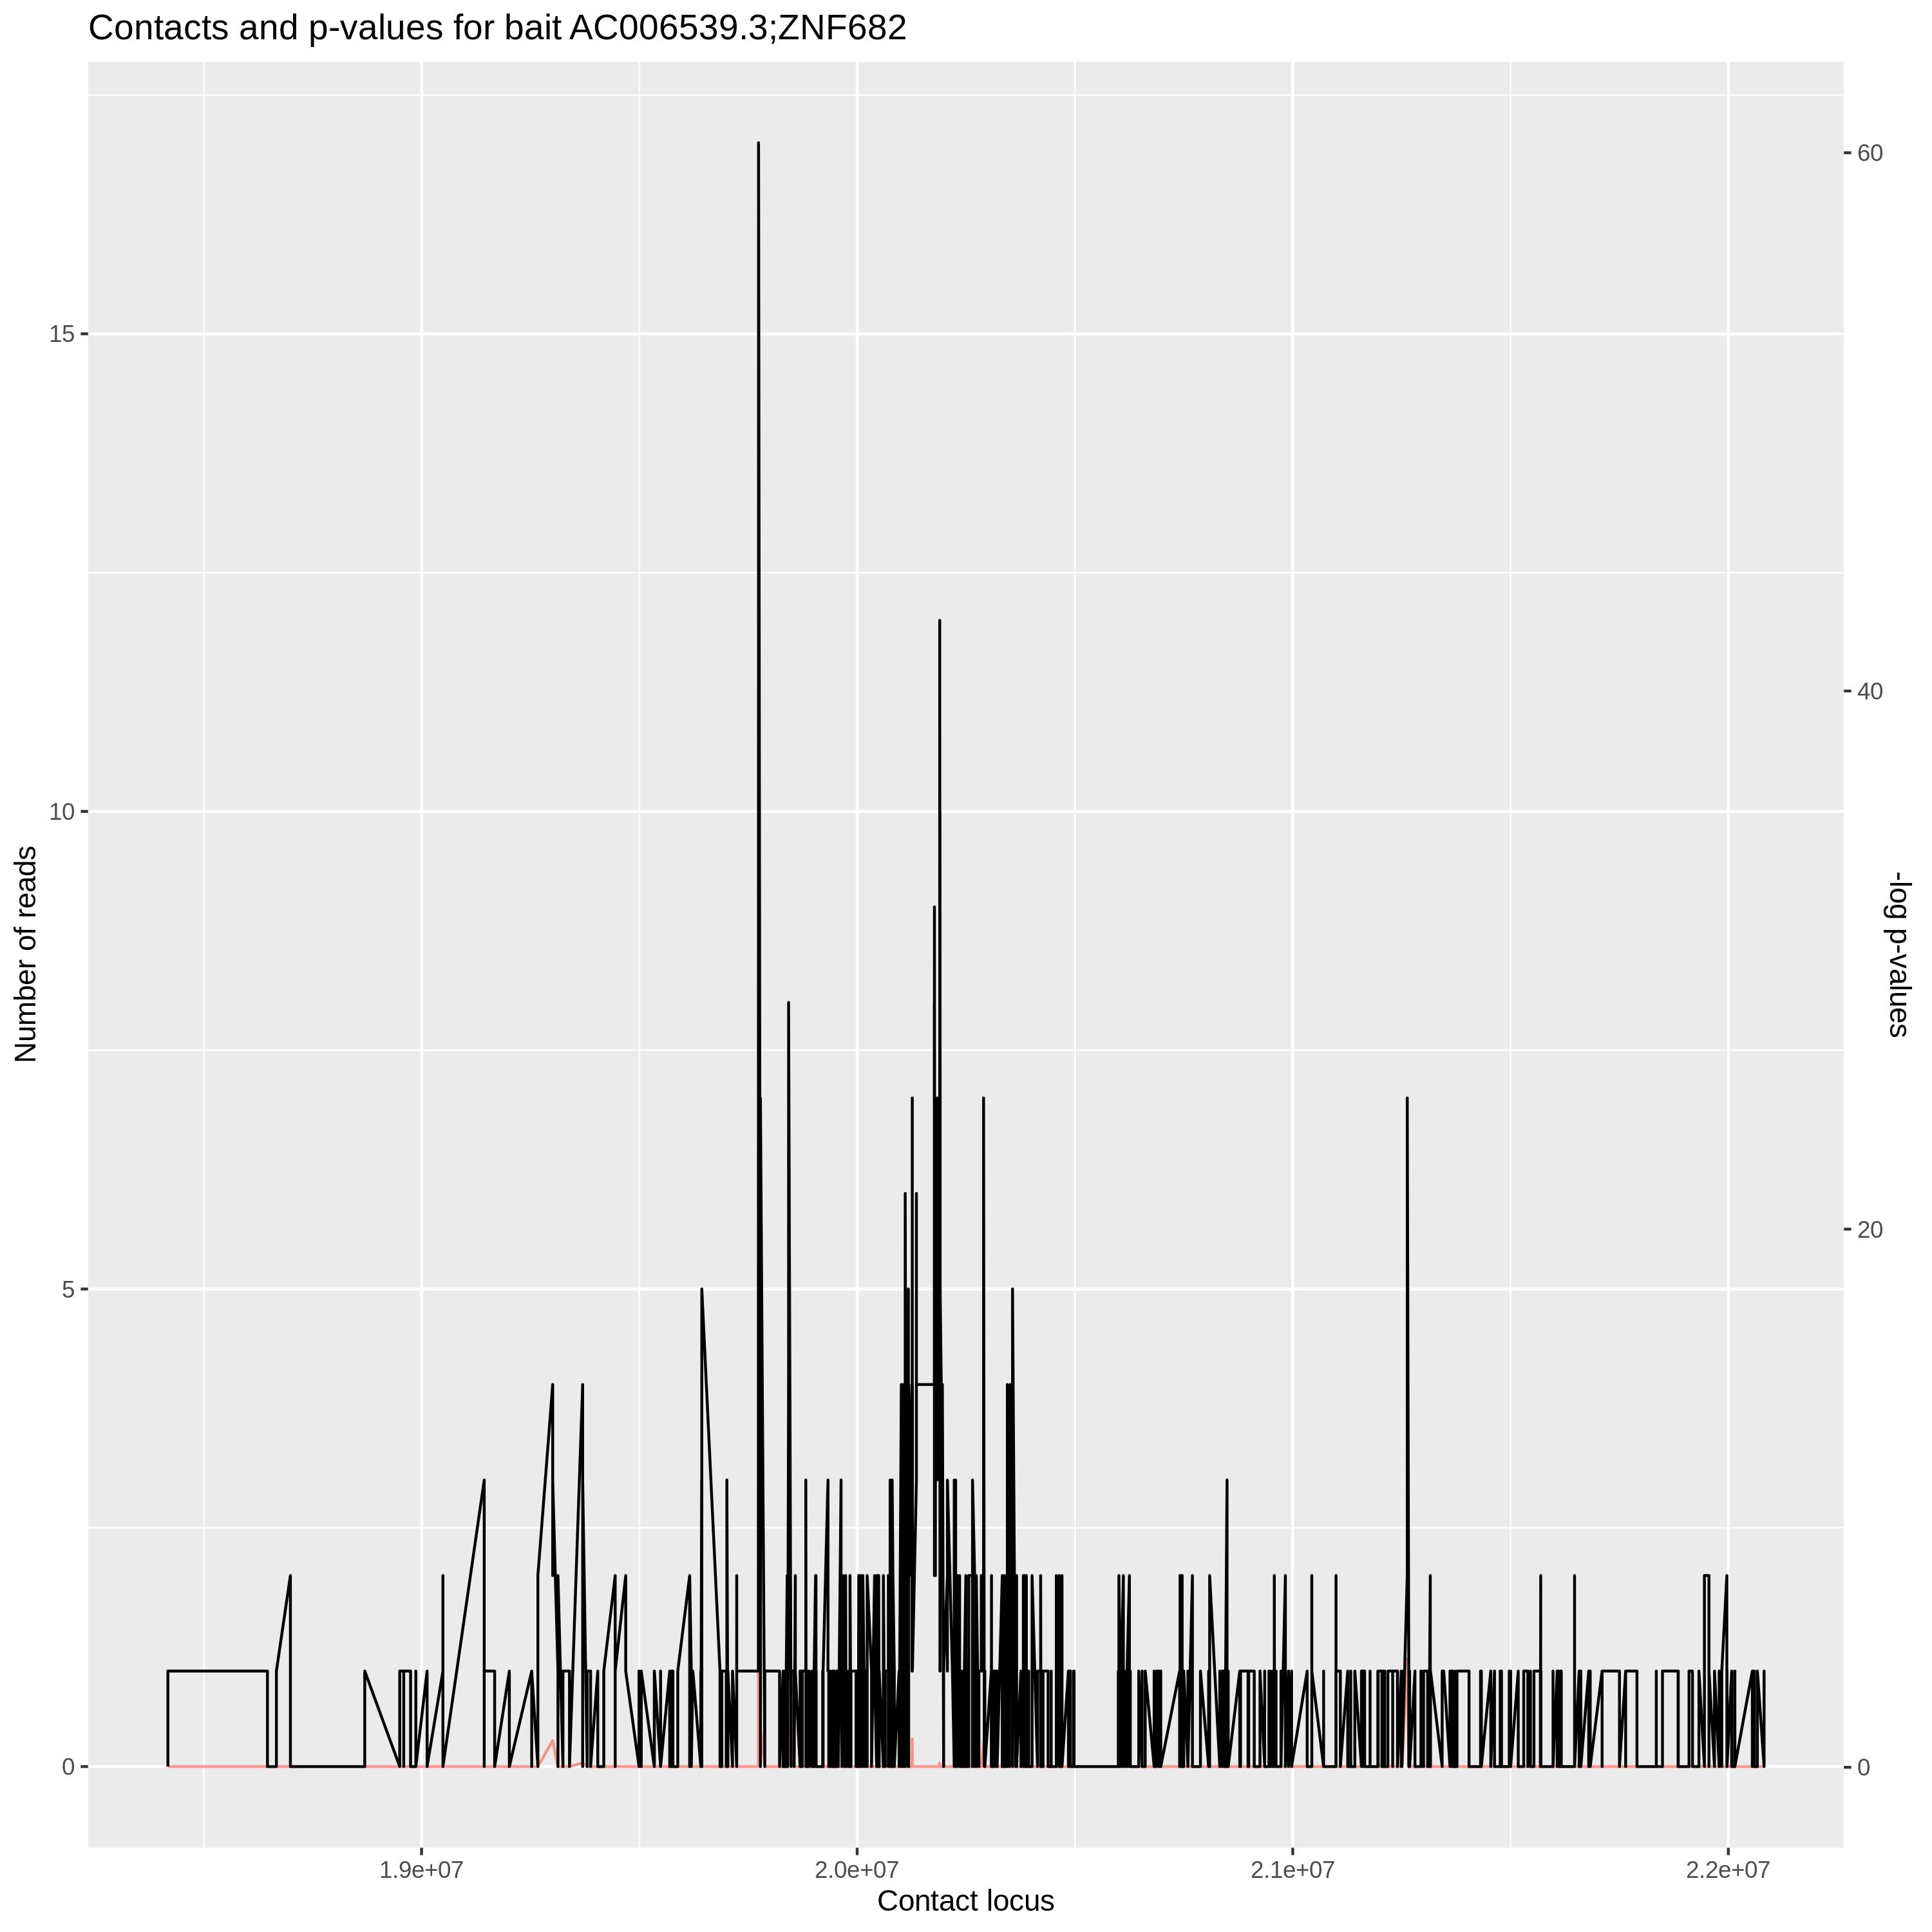 Contacts and p-values for bait AC006539.3;ZNF682
Number of reads
15
10
5
0
60
40
20
0
-log p-values
1.9e+07
2.0e+07
2.1e+07
2.2e+07
Contact locus